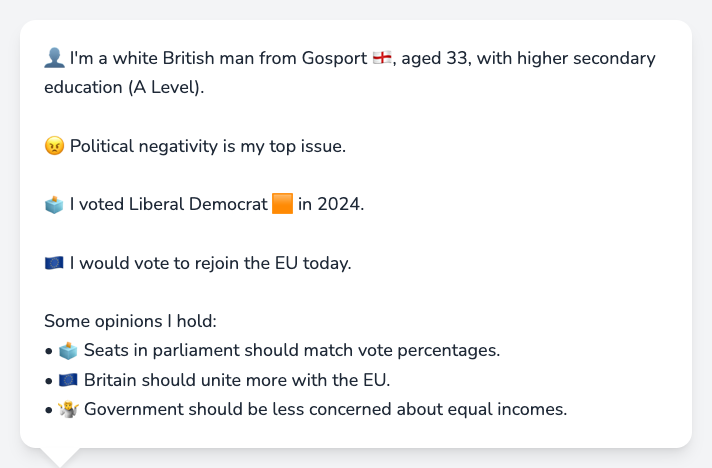 👤 I'm a white British man from Gosport 🏴󠁧󠁢󠁥󠁮󠁧󠁿, aged 33, with higher secondary
education (A Level).
😠 Political negativity is my top issue.
🗳️ I voted Liberal Democrat 🟧 in 2024.
🇪🇺 I would vote to rejoin the EU today.
Some opinions I hold:
• 🗳️ Seats in parliament should match vote percentages.
• 🇪🇺 Britain should unite more with the EU.
• 🤷 Government should be less concerned about equal incomes.